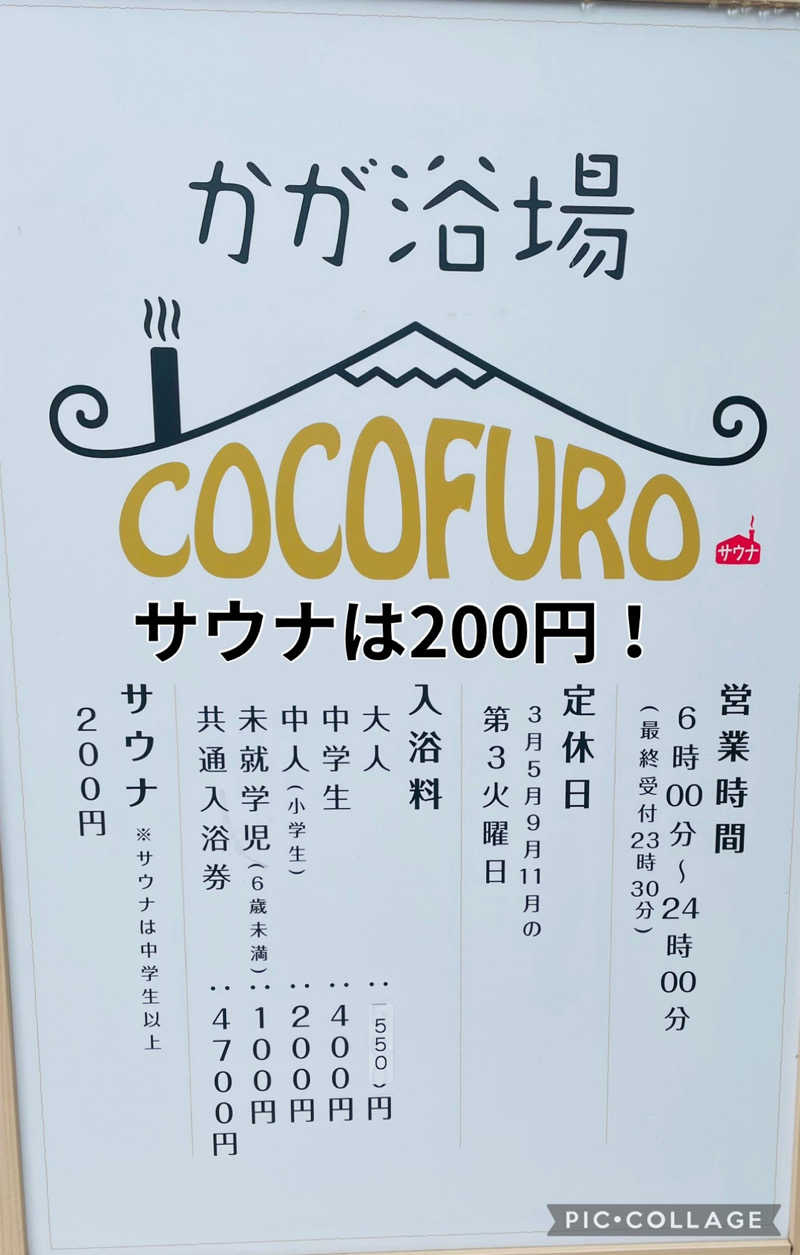 かが浴場
COCOFURO
サウナ
サウナは200円！
営業時間
6時00分〜24時00分
（最終受付23時30分）
定休日
3月5月9月11月の
第3火曜日
入浴料
大人‥550円
中学生‥400円
中人（小学生）‥200円
未就学児（6歳未満）‥100円
共通入浴券‥4700円
サウナ ※サウナは中学生以上
200円
PIC•COLLAGE